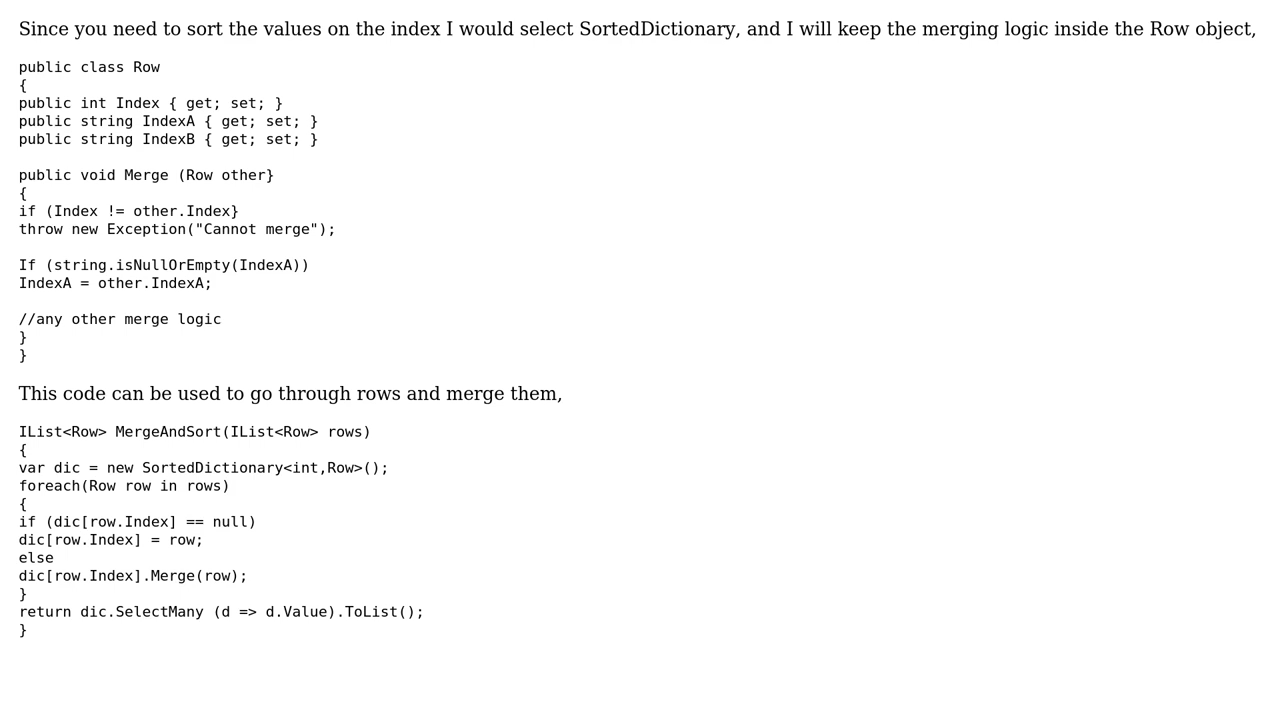 Since you need to sort the values on the index I would select SortedDictionary, and I will keep the merging logic inside the Row object,
public class Row
{
public int Index { get; set; }
public string IndexA { get; set; }
public string IndexB { get; set; }
public void Merge (Row other}
{
if (Index != other.Index}
throw new Exception("Cannot merge");
If (string.isNullOrEmpty(IndexA))
IndexA = other.IndexA;
//any other merge logic
}
}
This code can be used to go through rows and merge them,
IList<Row> MergeAndSort(IList<Row> rows)
{
var dic = new SortedDictionary<int,Row>();
foreach(Row row in rows)
{
if (dic[row.Index] == null)
dic[row.Index] = row;
else
dic[row.Index].Merge(row);
}
return dic.SelectMany (d => d.Value).ToList();
}